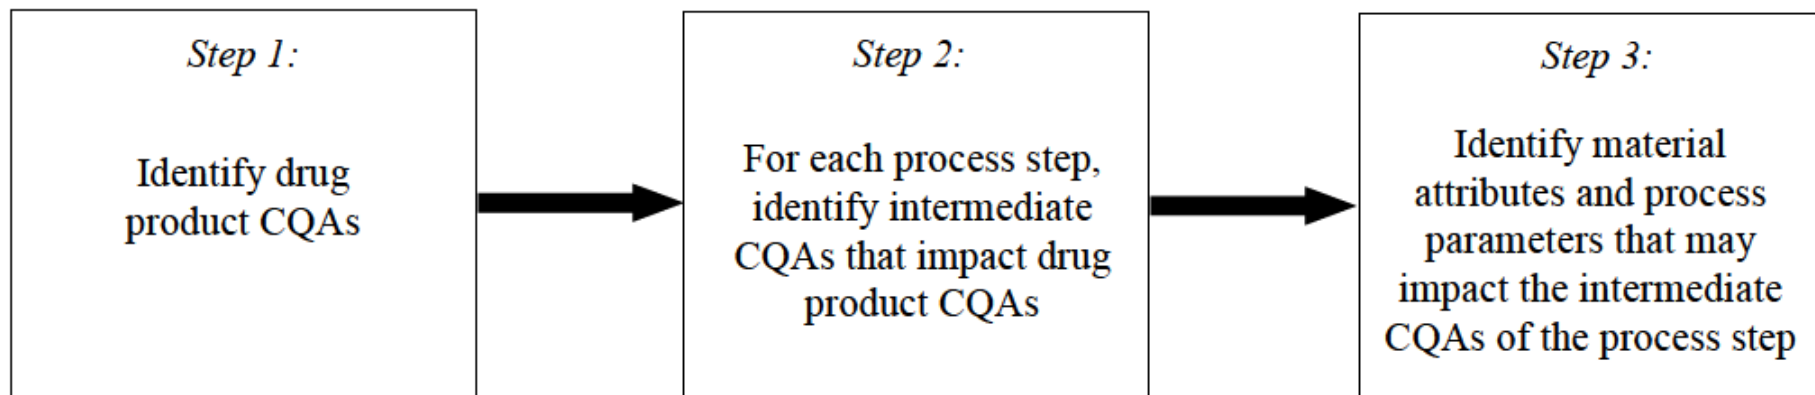 Step 1:
Identify drug
product CQAs
Step 2:
For each process step,
identify intermediate
CQAs that impact drug
product CQAs
Step 3:
Identify material
attributes and process
parameters that may
impact the intermediate
CQAs of the process step